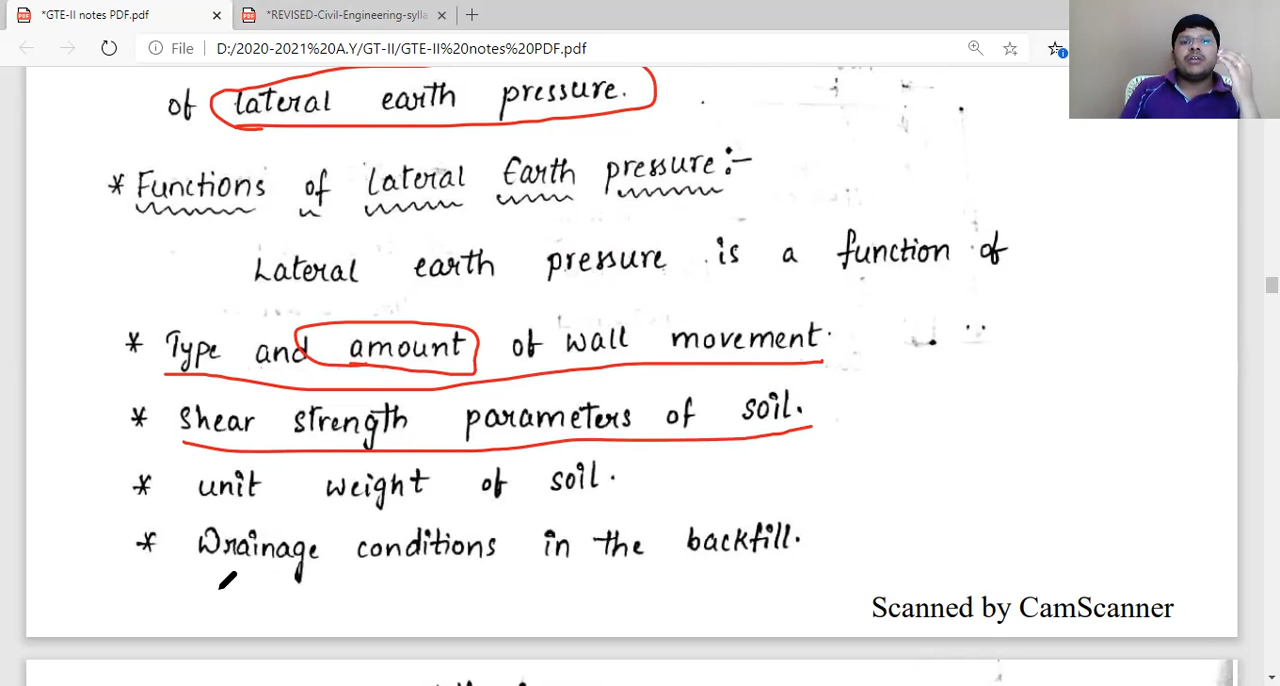 *GTE-II notes PDF.pdf
*REVISED-Civil-Engineering-sylla
File
D:/2020-2021%20A.Y/GT-II/GTE-II%20notes%20PDF.pdf
of lateral earth pressure.
* Functions of Lateral Earth pressure:-
Lateral earth pressure is a function of
* Type and amount of wall movement.
* Shear strength parameters of soil.
* unit weight of soil.
* Drainage conditions in the backfill.
Scanned by CamScanner